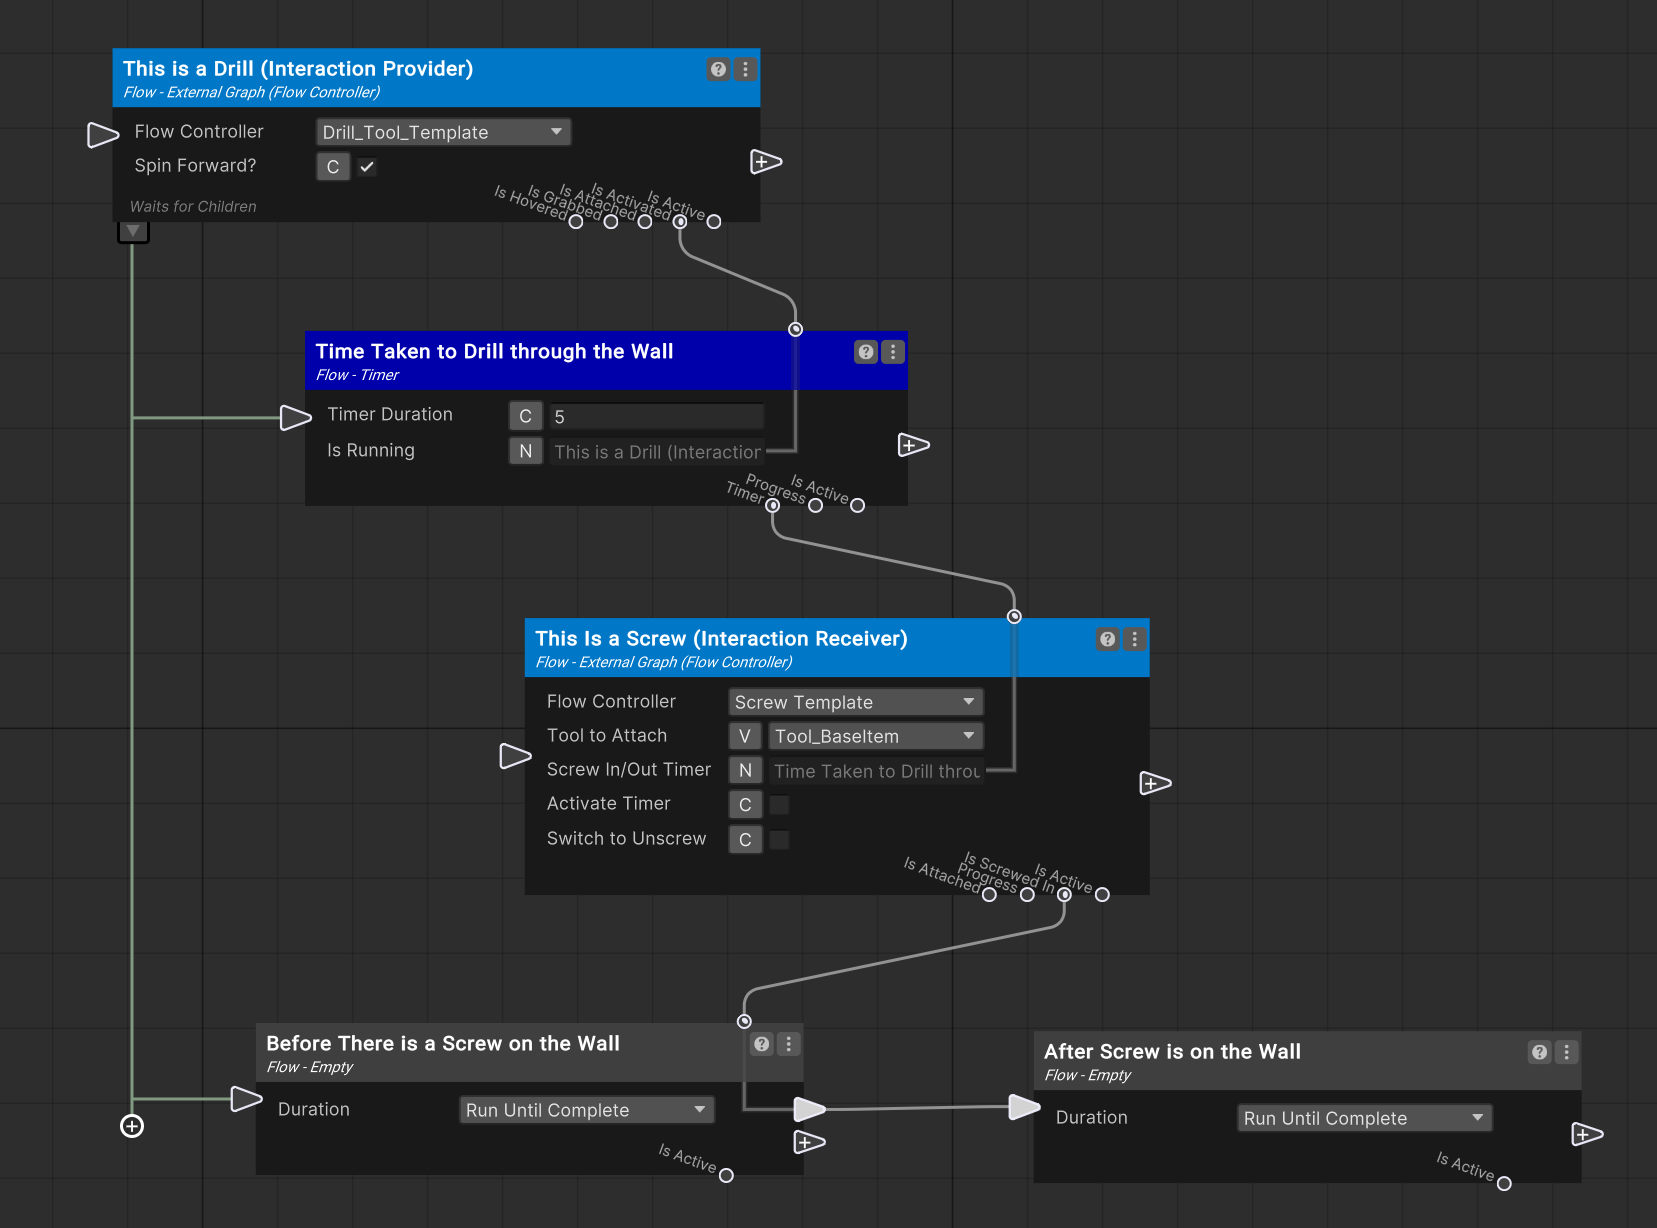 This is a Drill (Interaction Provider)
Flow - External Graph (Flow Controller)
Flow Controller
Drill_Tool_Template
Spin Forward?
C
Waits for Children
Is Hovered
Is Grabbed
Is Attached
Is Activated
Is Active
Time Taken to Drill through the Wall
Flow - Timer
Timer Duration
C
5
Is Running
N
This is a Drill (Interaction
Timer
Progress
Is Active
This Is a Screw (Interaction Receiver)
Flow - External Graph (Flow Controller)
Flow Controller
Screw Template
Tool to Attach
V
Tool_BaseItem
Screw In/Out Timer
N
Time Taken to Drill throu
Activate Timer
C
Switch to Unscrew
C
Is Attached
Progress
Is Screwed In
Is Active
Before There is a Screw on the Wall
Flow - Empty
Duration
Run Until Complete
Is Active
After Screw is on the Wall
Flow - Empty
Duration
Run Until Complete
Is Active